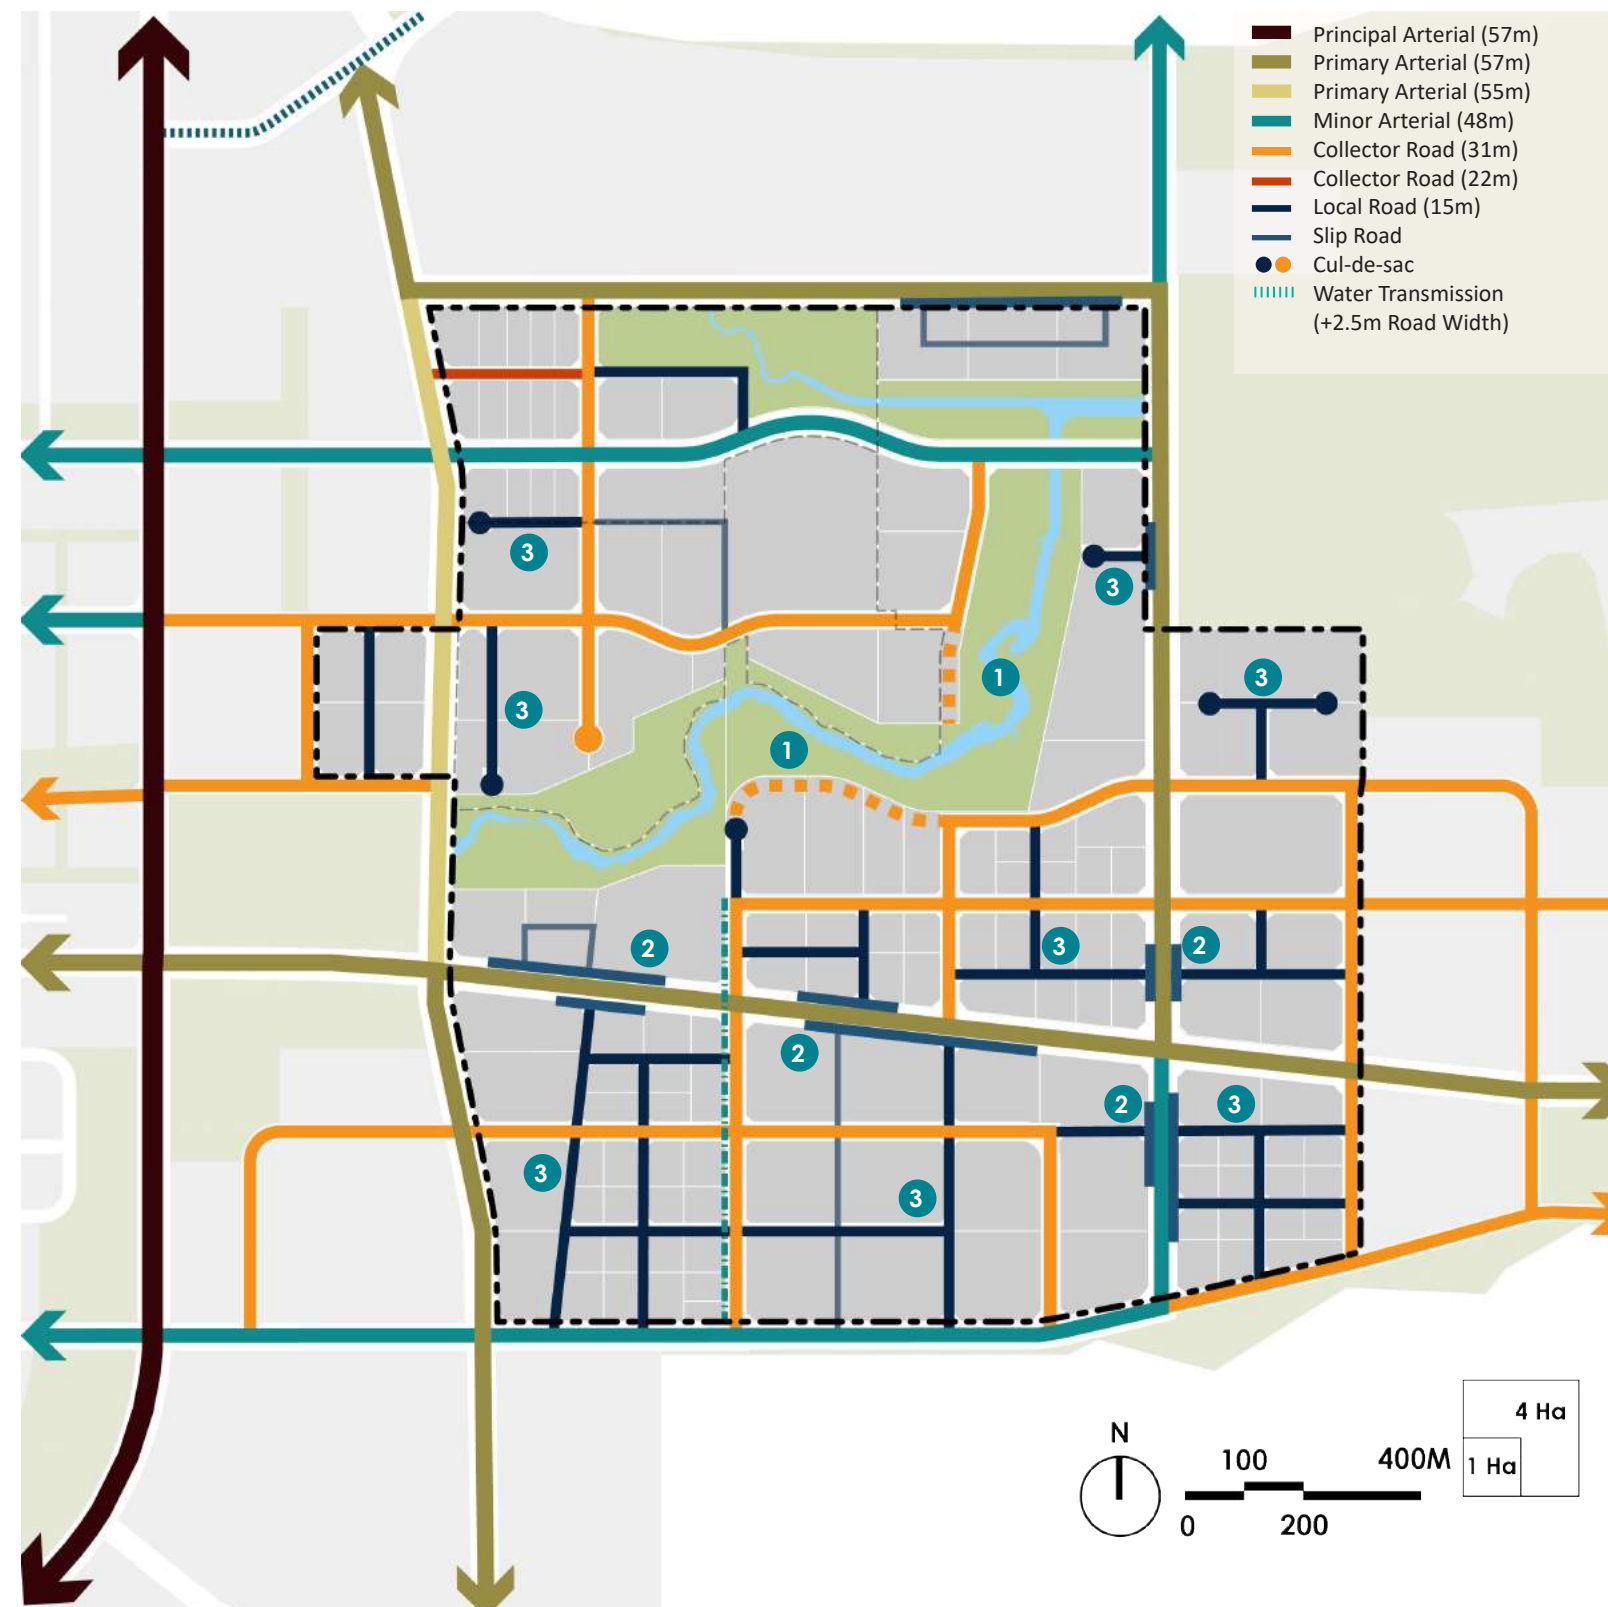 Principal Arterial (57m)
Primary Arterial (57m)
Primary Arterial (55m)
Minor Arterial (48m)
Collector Road (31m)
Collector Road (22m)
Local Road (15m)
Slip Road
Cul-de-sac
Water Transmission
(+2.5m Road Width)
3
3
1
3
3
1
2
3
2
2
2
3
3
3
N
100
400M
0
200
4 Ha
1 Ha